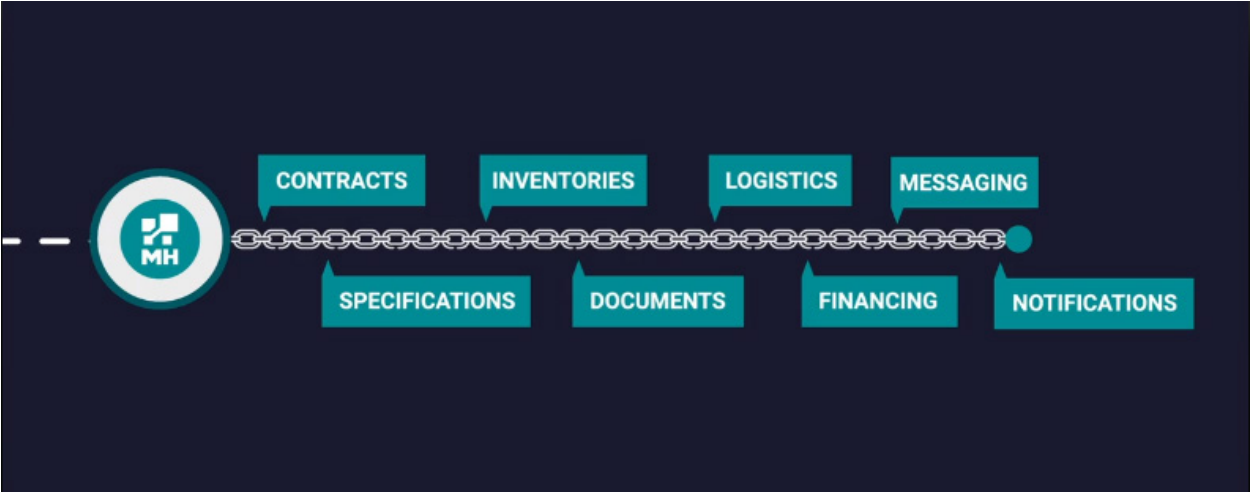 CONTRACTS
INVENTORIES
LOGISTICS
MESSAGING
MH
SPECIFICATIONS
DOCUMENTS
FINANCING
NOTIFICATIONS